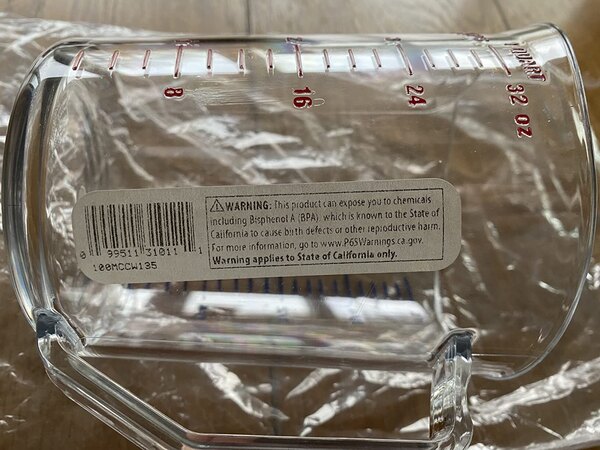 8
16
24
32 oz
1 QUART
⚠ WARNING: This product can expose you to chemicals
including Bisphenol A (BPA), which is known to the State of
California to cause birth defects or other reproductive harm.
For more information, go to www.P65Warnings.ca.gov.
Warning applies to State of California only.
0 99511 31011 1
100MCCW135